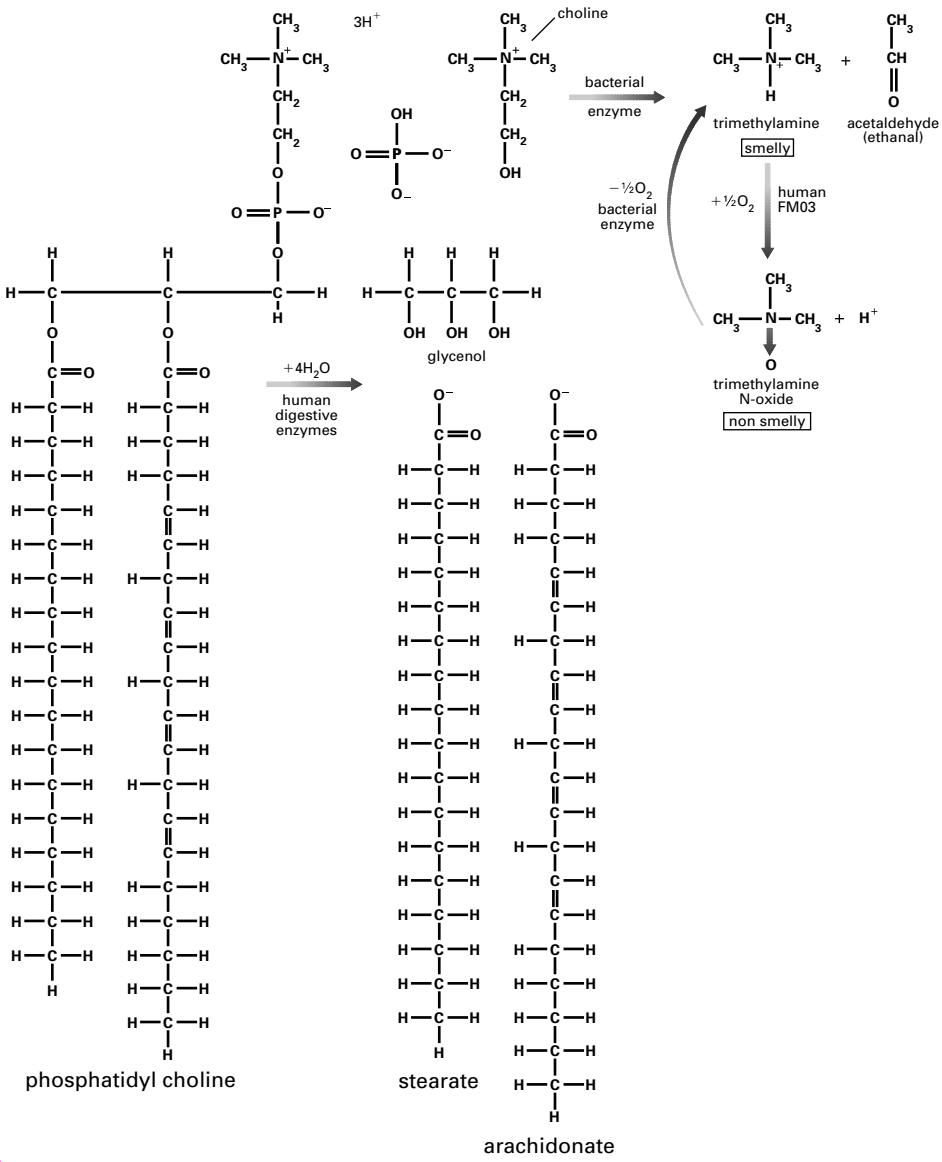 CH3
CH3 N+ CH3
CH2
CH2
O
O P O−
O
H H
H C C C H
H
O O
C O C O
H C H H C H
H C H H C H
H C H H C H
H C H C H
H C H C H
H C H H C H
H C H C H
H C H C H
H C H H C H
H C H C H
H C H C H
H C H H C H
H C H C H
H C H C H
H C H H C H
H C H H C H
H C H H C H
H H C H
H C H
H
phosphatidyl choline
+4H2O
human
digestive
enzymes
3H+
OH
O P O−
O−
choline
CH3
CH3 N+ CH3
CH2
CH2
OH
H H H
H C C C H
OH OH OH
glycenol
O− O−
C O C O
H C H H C H
H C H H C H
H C H H C H
H C H C H
H C H C H
H C H H C H
H C H C H
H C H C H
H C H H C H
H C H C H
H C H C H
H C H H C H
H C H C H
H C H C H
H C H H C H
H C H H C H
H C H H C H
H H C H
H C H
H
stearate
arachidonate
bacterial
enzyme
CH3
CH3 N+ CH3
H
trimethylamine
smelly
+
CH3
CH
O
acetaldehyde
(ethanal)
−½O2
bacterial
enzyme
+½O2
human
FM03
CH3
CH3 N CH3 + H+
O
trimethylamine
N-oxide
non smelly